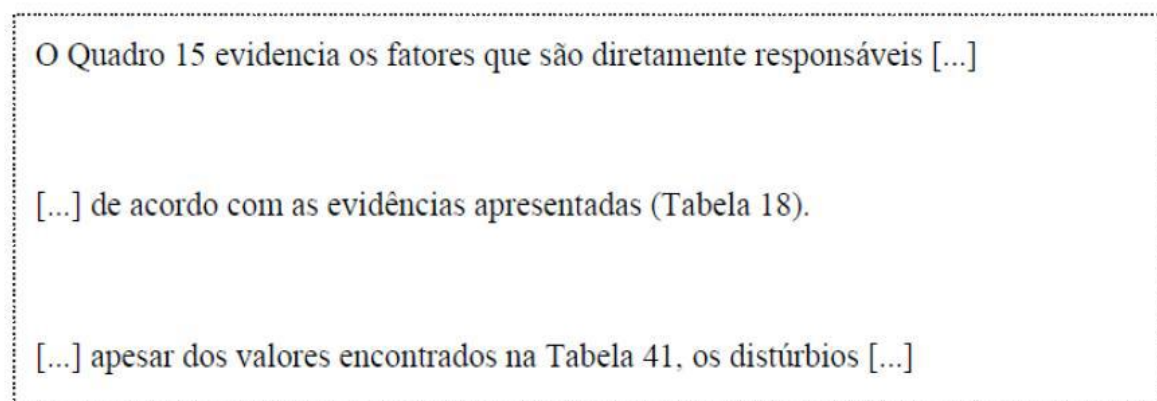 O Quadro 15 evidencia os fatores que são diretamente responsáveis [...]
[...] de acordo com as evidências apresentadas (Tabela 18).
[...] apesar dos valores encontrados na Tabela 41, os distúrbios [...]